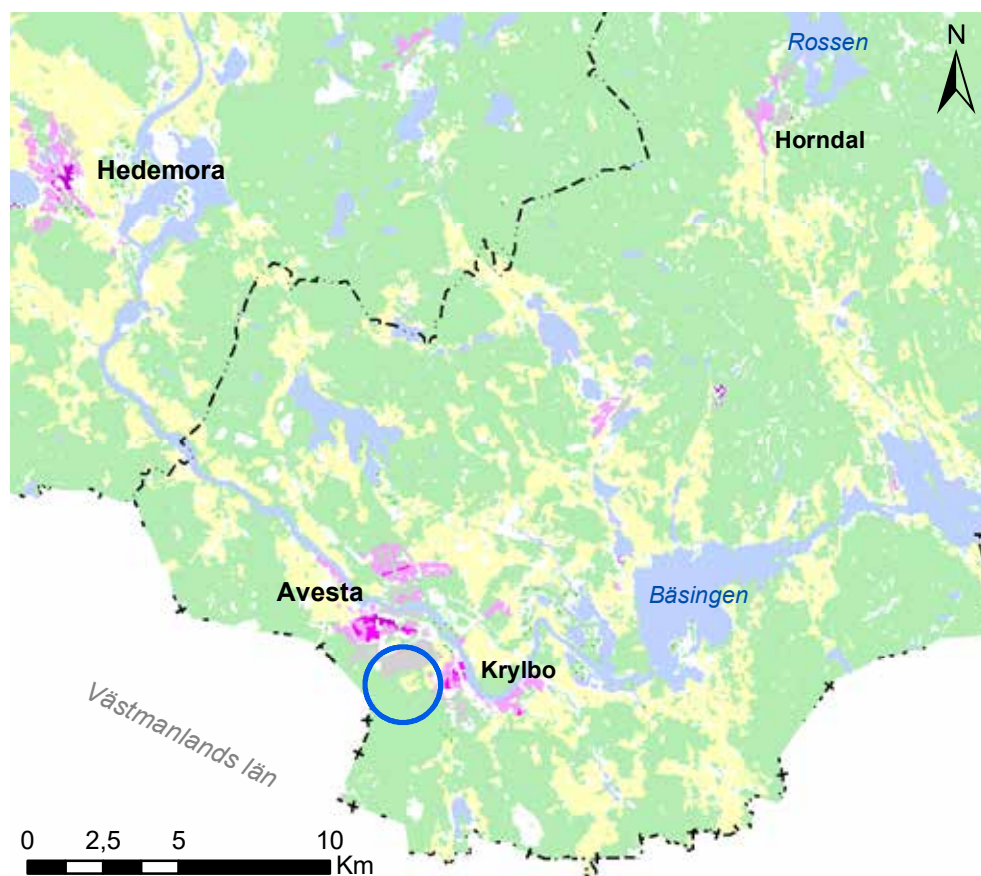 Rossen
N
Horndal
Hedemora
Avesta
Bäsingen
Krylbo
Västmanlands län
0 2,5 5 10
Km